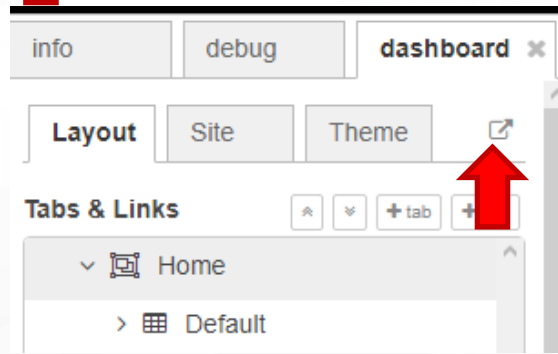 info debug dashboard
Layout Site Theme
Tabs & Links + tab +
Home
Default